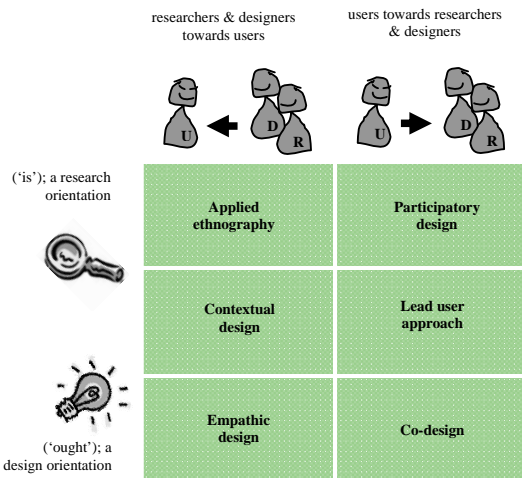 researchers & designers
towards users
users towards researchers
& designers
U
D
R
U
D
R
(‘is’); a research
orientation
Applied
ethnography
Participatory
design
Contextual
design
Lead user
approach
Empathic
design
Co-design
(‘ought’); a
design orientation